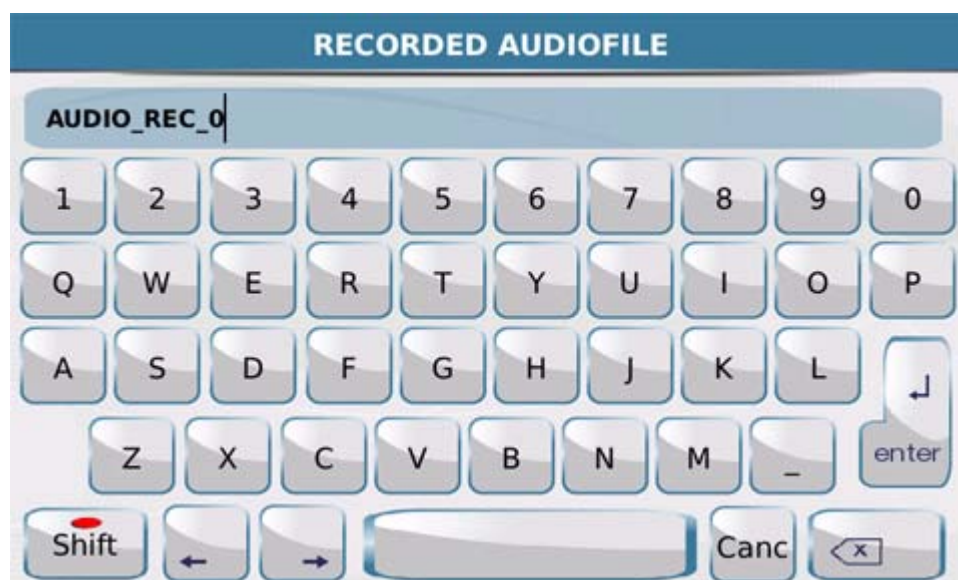 RECORDED AUDIOFILE
AUDIO_REC_0
1 2 3 4 5 6 7 8 9 0
Q W E R T Y U I O P
A S D F G H J K L
Z X C V B N M _ enter
Shift Canc x